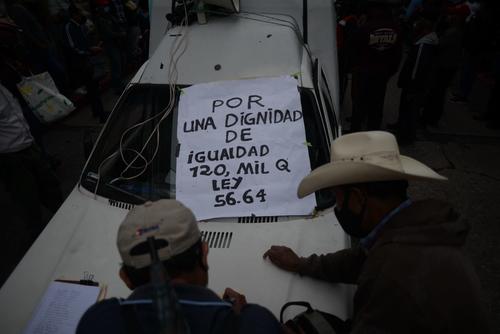 POR
UNA DIGNIDAD
DE
iGUALDAD
120, MIL Q
LEY
56.64